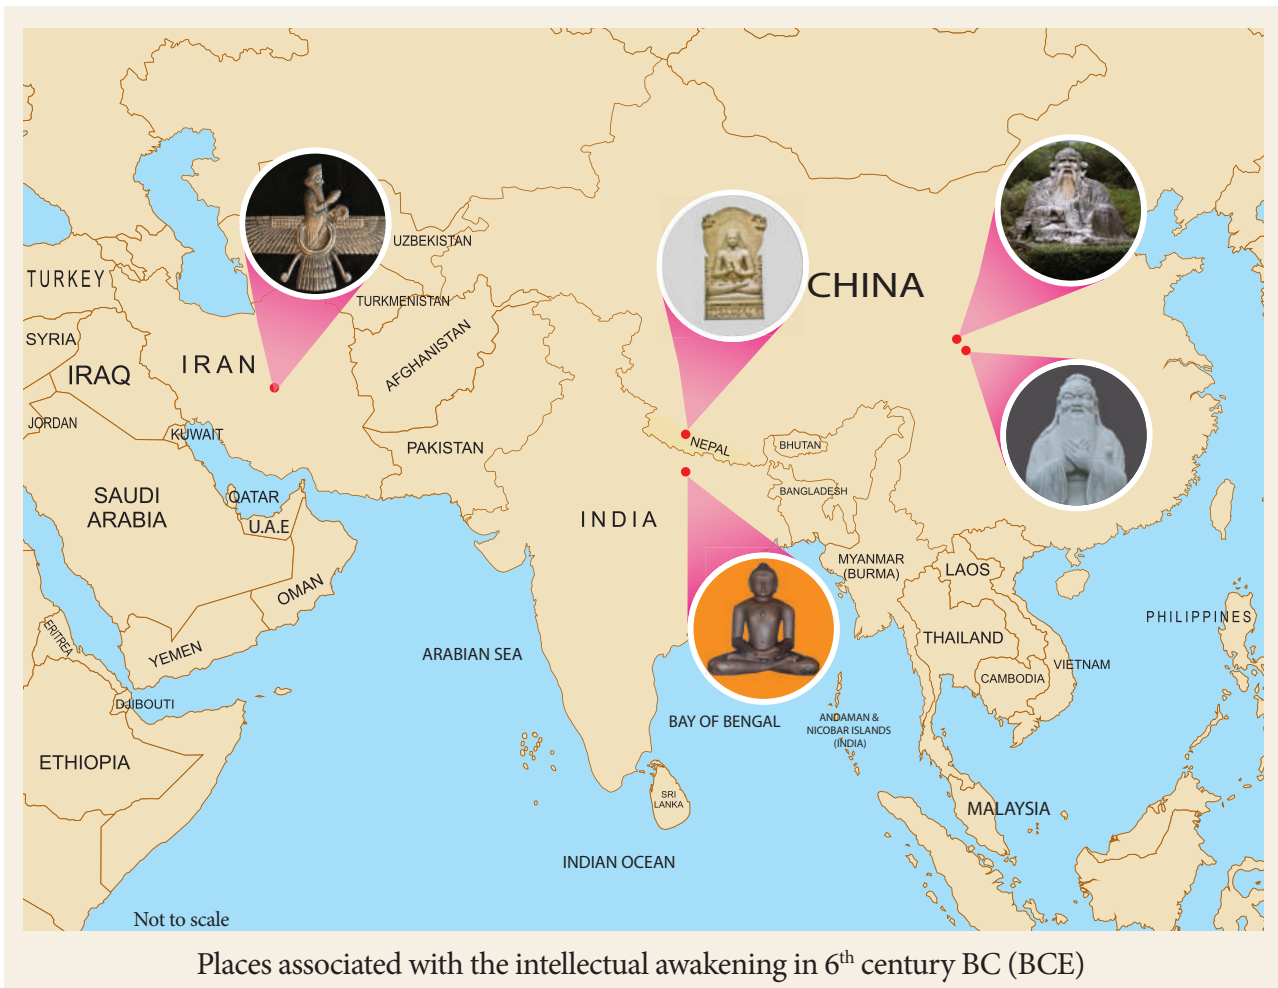 UZBEKISTAN
CHINA
TURKEY
TURKMENISTAN
SYRIA
IRAN
AFGHANISTAN
IRAQ
JORDAN
KUWAIT
PAKISTAN
NEPAL
BHUTAN
SAUDI
ARABIA
QATAR
U.A.E
BANGLADESH
INDIA
MYANMAR
(BURMA)
LAOS
OMAN
PHILIPPINES
ERITREA
YEMEN
ARABIAN SEA
THAILAND
VIETNAM
CAMBODIA
DJIBOUTI
BAY OF BENGAL
ANDAMAN &
NICOBAR ISLANDS
(INDIA)
ETHIOPIA
SRI
LANKA
MALAYSIA
INDIAN OCEAN
Not to scale
Places associated with the intellectual awakening in 6th century BC (BCE)